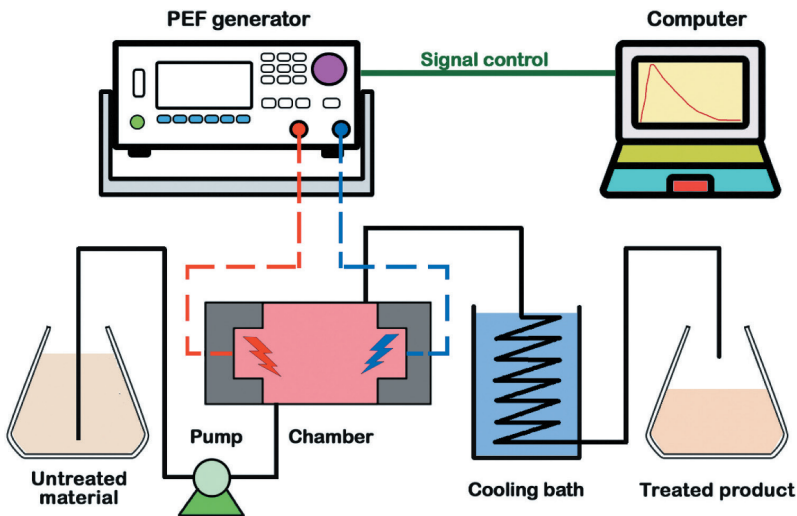 PEF generator
Computer
Signal control
Pump
Chamber
Untreated
material
Cooling bath
Treated product